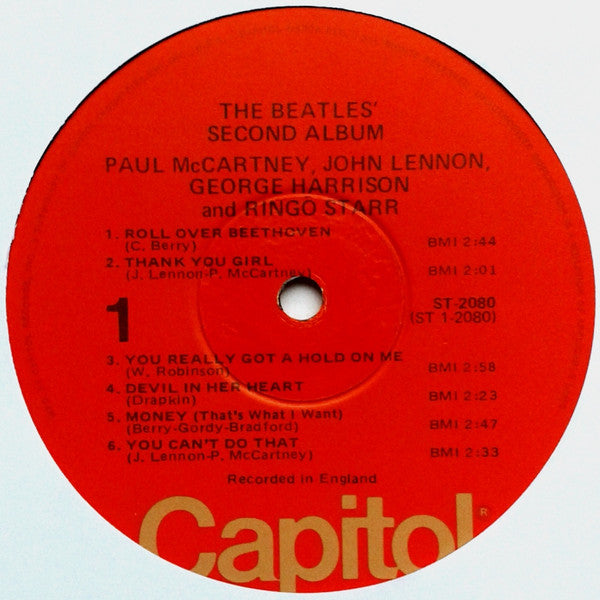 THE BEATLES'
SECOND ALBUM
PAUL McCARTNEY, JOHN LENNON,
GEORGE HARRISON
and RINGO STARR
1. ROLL OVER BEETHOVEN
(C. Berry) BMI 2:44
2. THANK YOU GIRL
(J. Lennon-P. McCartney) BMI 2:01
1 ST-2080
(ST 1-2080)
3. YOU REALLY GOT A HOLD ON ME
(W. Robinson) BMI 2:58
4. DEVIL IN HER HEART
(Drapkin) BMI 2:23
5. MONEY (That's What I Want)
(Berry-Gordy-Bradford) BMI 2:47
6. YOU CAN'T DO THAT
(J. Lennon-P. McCartney) BMI 2:33
Recorded in England
Capitol®